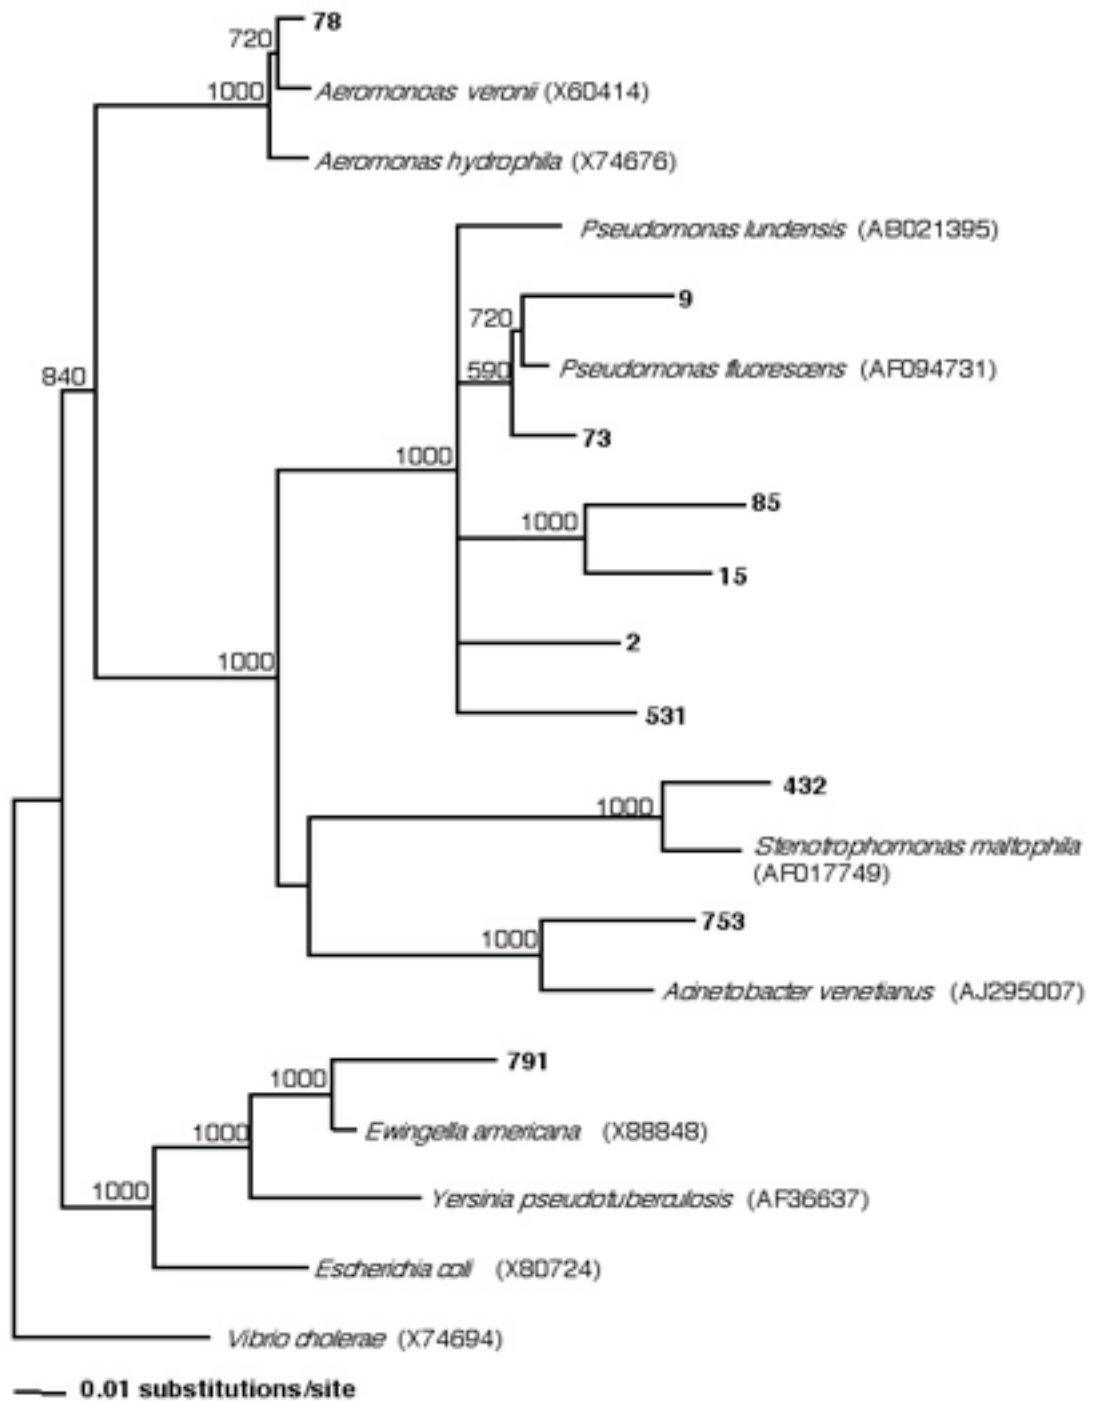 78
720
1000
Aeromonoas veronii (X60414)
Aeromonas hydrophila (X74676)
Pseudomonas lundensis (AB021395)
9
720
Pseudomonas fluorescens (AF094731)
590
840
73
1000
85
1000
15
2
1000
531
432
1000
Stenotrophomonas maltophila
(AF017749)
753
1000
Acinetobacter venetianus (AJ295007)
791
1000
Ewingella americana (X88848)
1000
Yersinia pseudotuberculosis (AF36637)
1000
Escherichia coli (X80724)
Vibrio cholerae (X74694)
0.01 substitutions/site